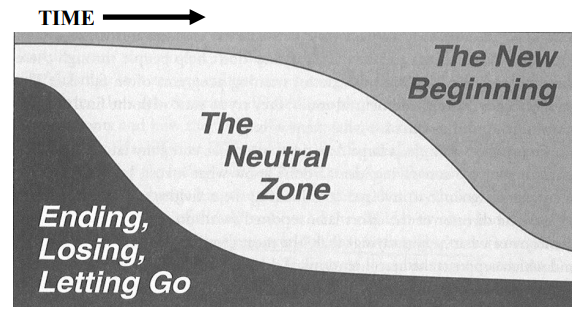 TIME
The New
Beginning
The
Neutral
Zone
Ending,
Losing,
Letting Go